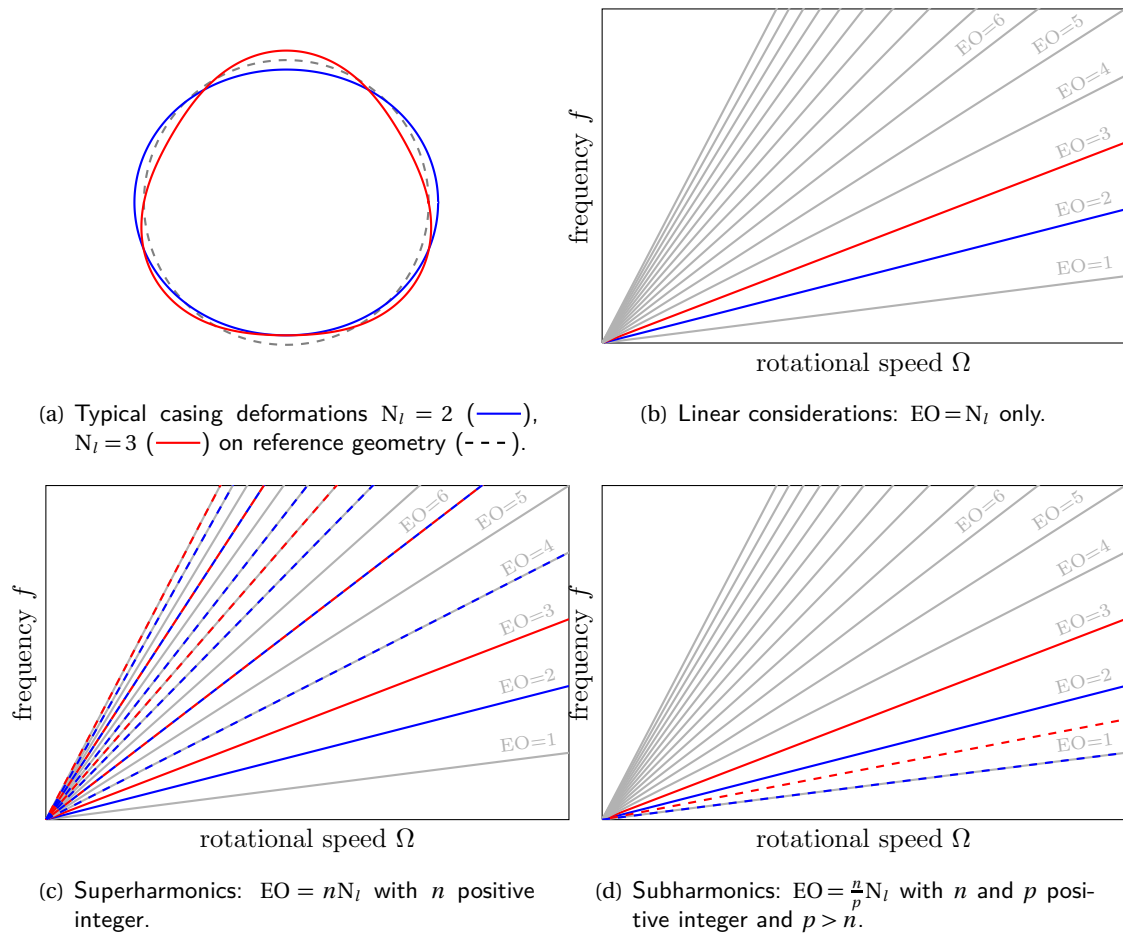 frequency f
EO=6
EO=5
EO=4
EO=3
EO=2
EO=1
rotational speed Ω
(a) Typical casing deformations N_l = 2 ( ),
N_l = 3 ( ) on reference geometry (- - -).
(b) Linear considerations: EO = N_l only.
frequency f
EO=6
EO=5
EO=4
EO=3
EO=2
EO=1
rotational speed Ω
frequency f
EO=6
EO=5
EO=4
EO=3
EO=2
EO=1
rotational speed Ω
(c) Superharmonics: EO = nN_l with n positive
integer.
(d) Subharmonics: EO = n/p N_l with n and p posi-
tive integer and p > n.